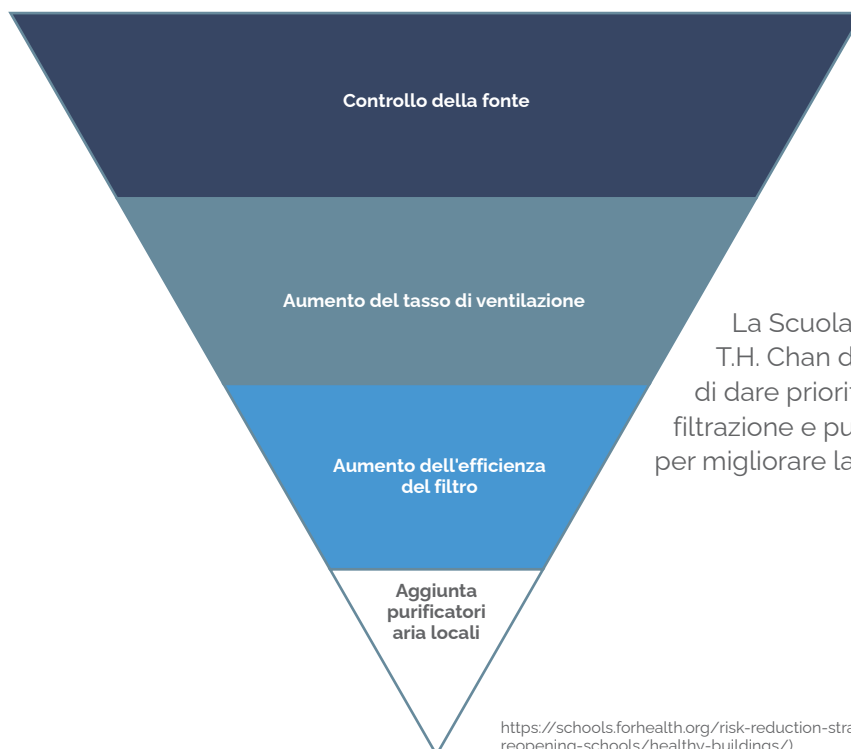 Controllo della fonte
Aumento del tasso di ventilazione
La Scuola
T.H. Chan d
di dare priorit
filtrazione e pu
per migliorare la
Aumento dell'efficienza
del filtro
Aggiunta
purificatori
aria locali
https://schools.forhealth.org/risk-reduction-stra
reopening-schools/healthy-buildings/)